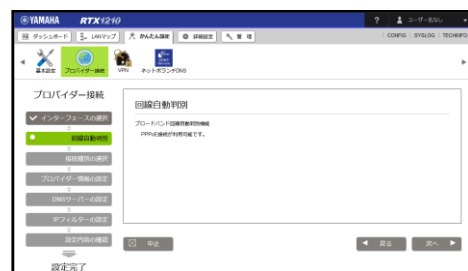 YAMAHA RTX1210
? ユーザー名なし
ダッシュボード LANマップ かんたん設定 詳細設定 管理 CONFIG SYSLOG TECHINFO
基本設定 プロバイダー接続 VPN ネットボランチDNS
プロバイダー接続
インターフェースの選択
回線自動判別
接続種別の選択
プロバイダー情報の設定
DNSサーバーの設定
IPフィルターの設定
設定内容の確認
設定完了
回線自動判別
ブロードバンド回線自動判別機能
PPPoE接続が利用可能です。
中止 戻る 次へ